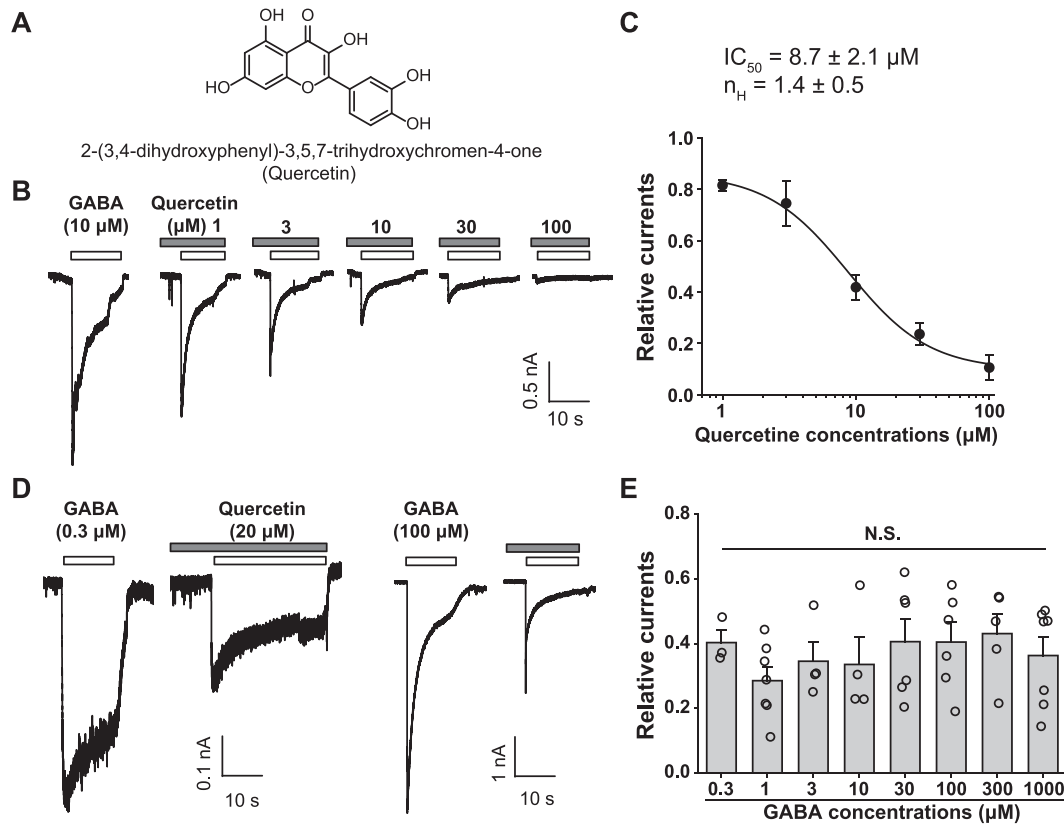 A
OH
O
OH
HO
O
OH
OH
2-(3,4-dihydroxyphenyl)-3,5,7-trihydroxychromen-4-one
(Quercetin)
B
GABA
(10 µM)
Quercetin
(µM) 1
3
10
30
100
0.5 nA
10 s
C
IC50 = 8.7 ± 2.1 µM
nH = 1.4 ± 0.5
Relative currents
1.0
0.8
0.6
0.4
0.2
0.0
1
10
100
Quercetine concentrations (µM)
D
GABA
(0.3 µM)
Quercetin
(20 µM)
GABA
(100 µM)
0.1 nA
10 s
1 nA
10 s
E
Relative currents
0.8
0.6
0.4
0.2
0.0
N.S.
0.3 1 3 10 30 100 300 1000
GABA concentrations (µM)